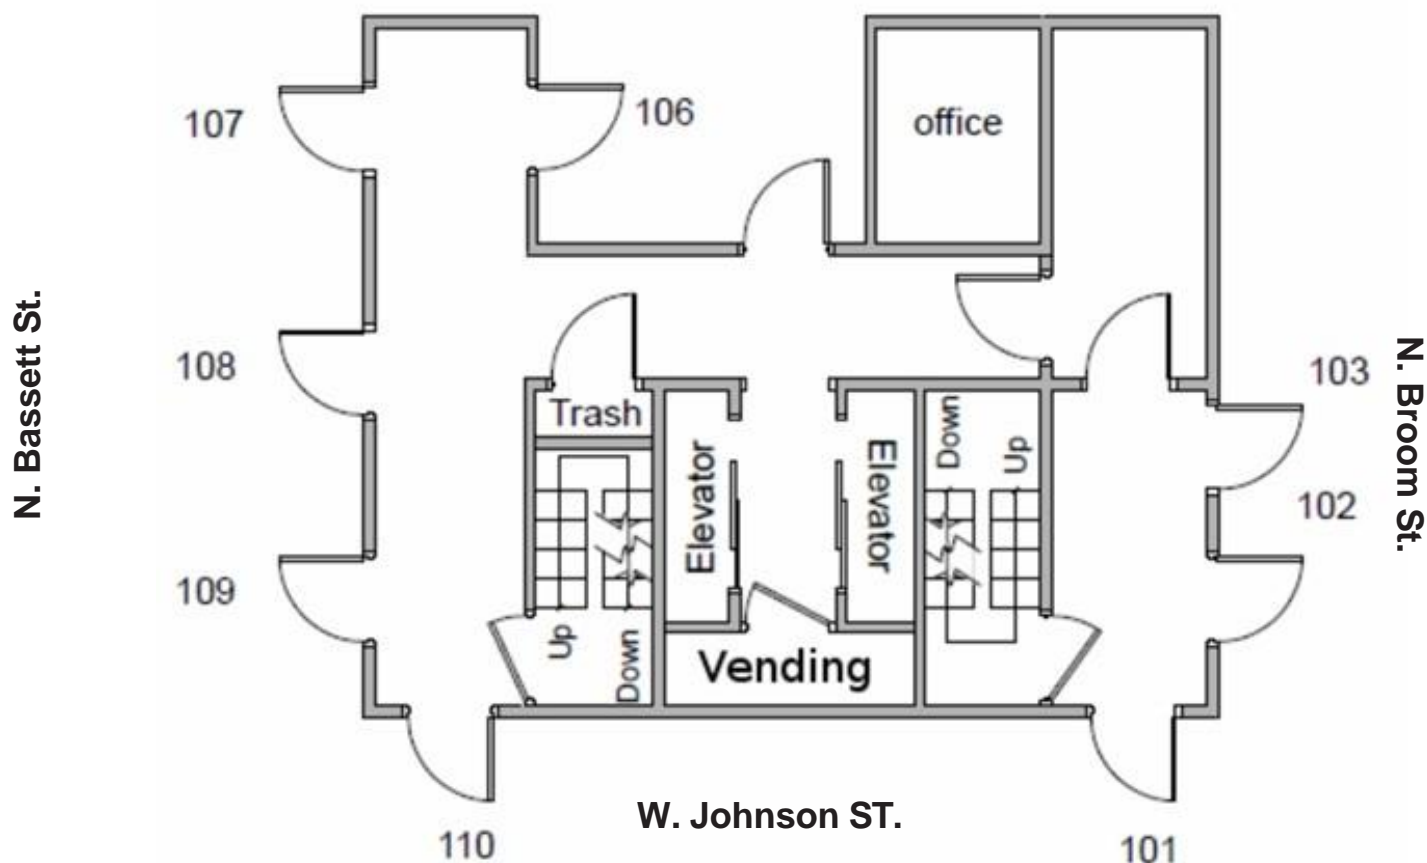 107
106
office
N. Bassett St.
108
103
N. Broom St.
Trash
Elevator
Elevator
Down
Up
102
109
Up
Down
Vending
W. Johnson ST.
110
101